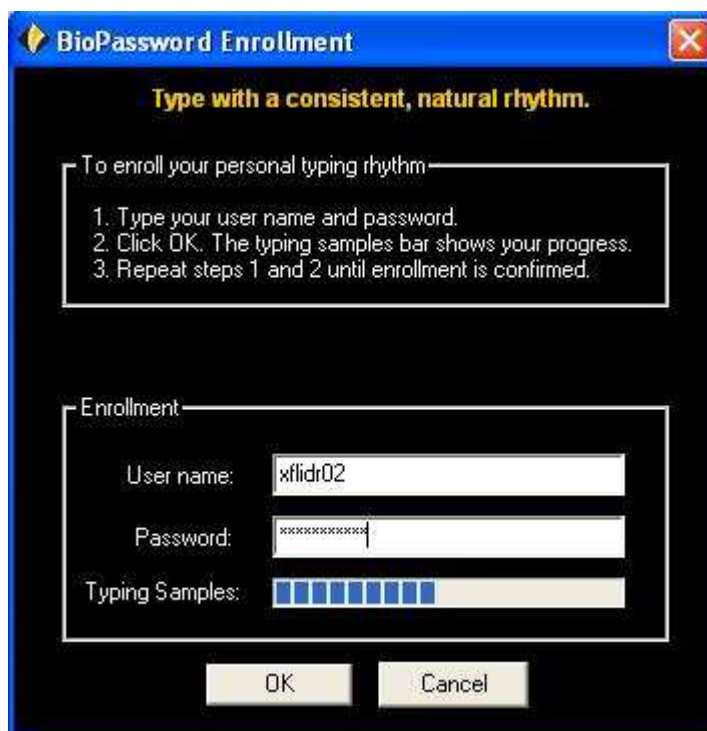 BioPassword Enrollment
Type with a consistent, natural rhythm.
To enroll your personal typing rhythm
1. Type your user name and password.
2. Click OK. The typing samples bar shows your progress.
3. Repeat steps 1 and 2 until enrollment is confirmed.
Enrollment
User name: xflidr02
Password: xxxxxxxxxxx
Typing Samples:
OK Cancel